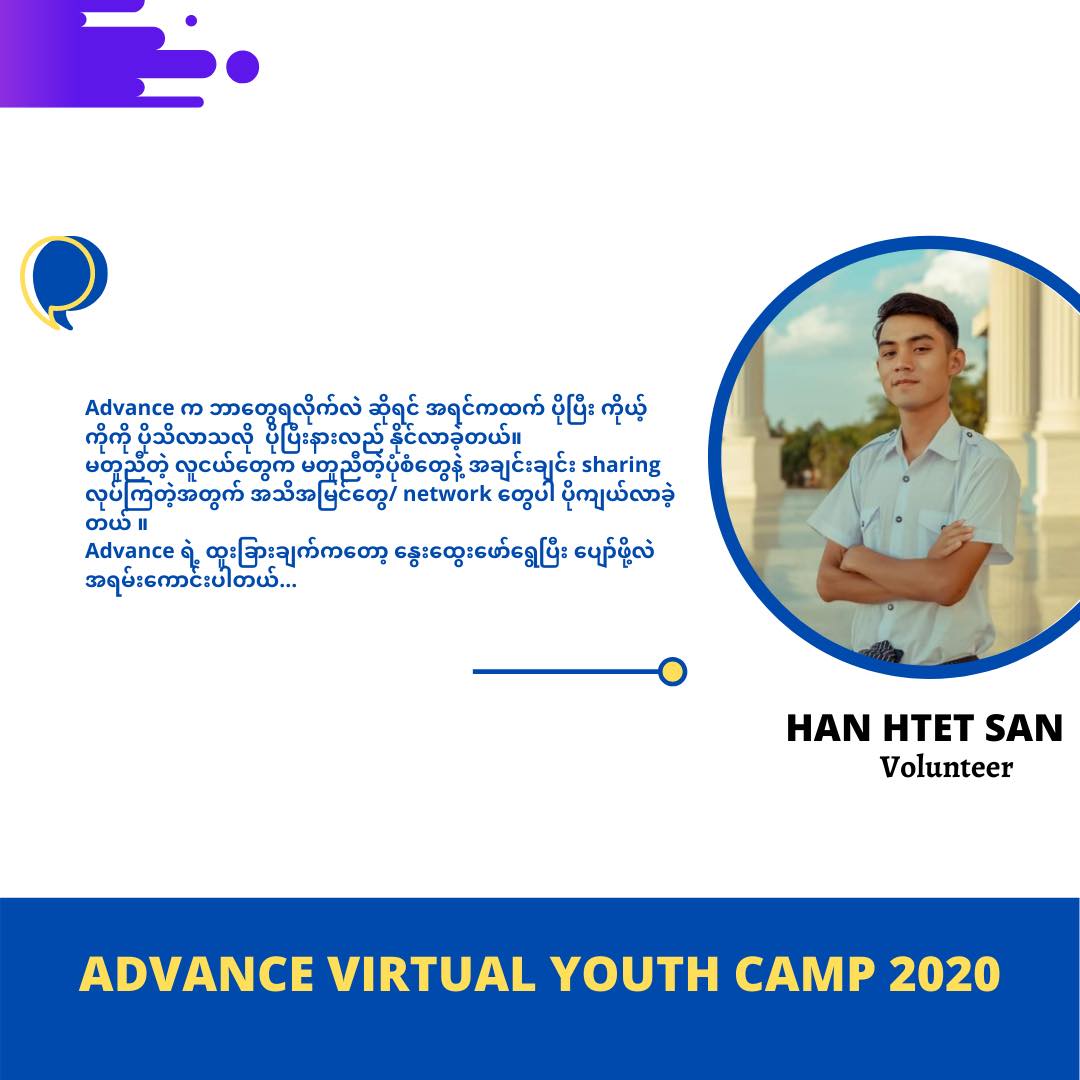 Advance က ဘာတွေရလိုက်လဲ ဆိုရင် အရင်ကထက် ပိုပြီး ကိုယ့်
ကိုကို ပိုသိလာသလို  ပိုပြီးနားလည် နိုင်လာခဲ့တယ်။
မတူညီတဲ့ လူငယ်တွေက မတူညီတဲ့ပုံစံတွေနဲ့ အချင်းချင်း sharing
လုပ်ကြတဲ့အတွက် အသိအမြင်တွေ/ network တွေပါ ပိုကျယ်လာခဲ့
တယ် ။
Advance ရဲ့ ထူးခြားချက်ကတော့ နွေးထွေးဖော်ရွေပြီး ပျော်ဖို့လဲ
အရမ်းကောင်းပါတယ်...
HAN HTET SAN
Volunteer
ADVANCE VIRTUAL YOUTH CAMP 2020